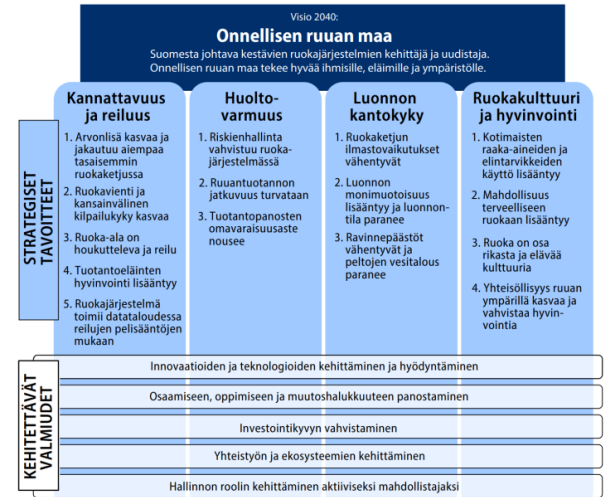 Visio 2040:
Onnellisen ruuan maa
Suomesta johtava kestävien ruokajärjestelmien kehittäjä ja uudistaja.
Onnellisen ruuan maa tekee hyvää ihmisille, eläimille ja ympäristölle.
STRATEGISET
TAVOITTEET
Kannattavuus
ja reiluus
1. Arvonlisä kasvaa ja
jakautuu aiempaa
tasaisemmin
ruokaketjussa
2. Ruokavienti ja
kansainvälinen
kilpailukyky kasvaa
3. Ruoka-ala on
houkutteleva ja reilu
4. Tuotantoeläinten
hyvinvointi lisääntyy
5. Ruokajärjestelmä
toimii datataloudessa
reilujen pelisääntöjen
mukaan
Huolto-
varmuus
1. Riskienhallinta
vahvistuu ruoka-
järjestelmässä
2. Ruuantuotannon
jatkuvuus turvataan
3. Tuotantopanosten
omavaraisuusaste
nousee
Luonnon
kantokyky
1. Ruokaketjun
ilmastovaikutukset
vähentyvät
2. Luonnon
monimuotoisuus
lisääntyy ja luonnon-
tila paranee
3. Ravinnepäästöt
vähentyvät ja
peltojen vesitalous
paranee
Ruokakulttuuri
ja hyvinvointi
1. Kotimaisten
raaka-aineiden ja
elintarvikkeiden
käyttö lisääntyy
2. Mahdollisuus
terveelliseen
ruokaan lisääntyy
3. Ruoka on osa
rikasta ja elävää
kulttuuria
4. Yhteisöllisyys ruuan
ympärillä kasvaa ja
vahvistaa hyvin-
vointia
KEHITETTÄVÄT
VALMIUDET
Innovaatioiden ja teknologioiden kehittäminen ja hyödyntäminen
Osaamiseen, oppimiseen ja muutoshalukkuuteen panostaminen
Investointikyvyn vahvistaminen
Yhteistyön ja ekosysteemien kehittäminen
Hallinnon roolin kehittäminen aktiiviseksi mahdollistajaksi